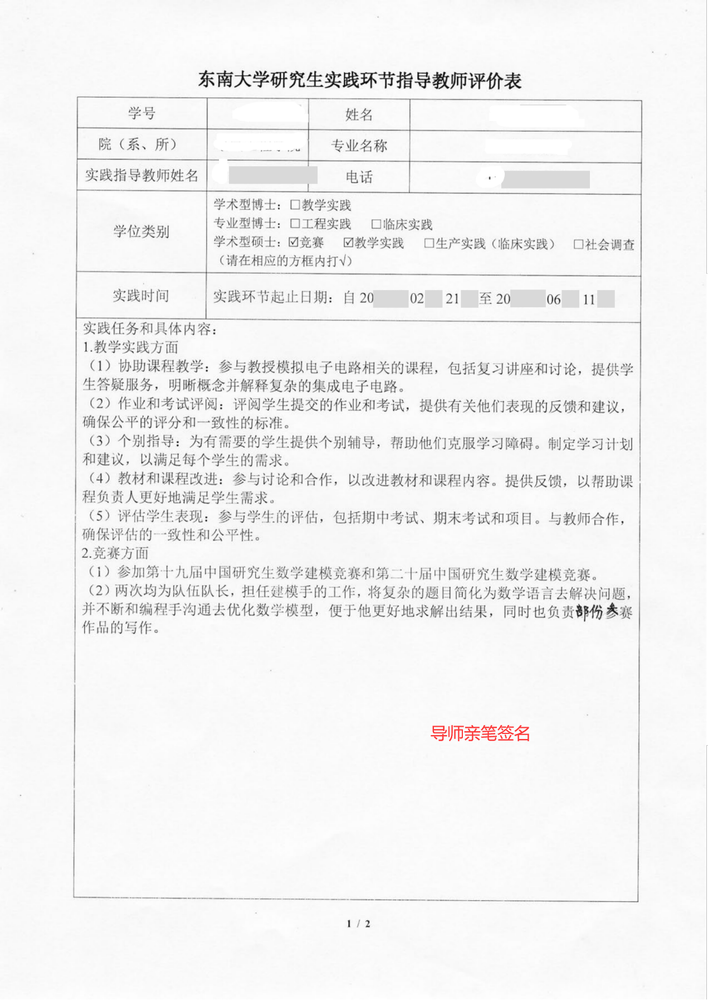 东南大学研究生实践环节指导教师评价表
学号 姓名
院（系、所） 专业名称
实践指导教师姓名 电话
学位类别
学术型博士：☐教学实践
专业型博士：☐工程实践 ☐临床实践
学术型硕士：☑竞赛 ☑教学实践 ☐生产实践（临床实践） ☐社会调查
（请在相应的方框内打√）
实践时间 实践环节起止日期：自 20 02 21 至 20 06 11
实践任务和具体内容：
1.教学实践方面
（1）协助课程教学：参与教授模拟电子电路相关的课程，包括复习讲座和讨论，提供学
生答疑服务，明晰概念并解释复杂的集成电子电路。
（2）作业和考试评阅：评阅学生提交的作业和考试，提供有关他们表现的反馈和建议，
确保公平的评分和一致性的标准。
（3）个别指导：为有需要的学生提供个别辅导，帮助他们克服学习障碍。制定学习计划
和建议，以满足每个学生的需求。
（4）教材和课程改进：参与讨论和合作，以改进教材和课程内容。提供反馈，以帮助课
程负责人更好地满足学生需求。
（5）评估学生表现：参与学生的评估，包括期中考试、期末考试和项目。与教师合作，
确保评估的一致性和公平性。
2.竞赛方面
（1）参加第十九届中国研究生数学建模竞赛和第二十届中国研究生数学建模竞赛。
（2）两次均为队伍队长，担任建模手的工作，将复杂的题目简化为数学语言去解决问题，
并不断和编程手沟通去优化数学模型，便于他更好地求解出结果，同时也负责部份参赛
作品的写作。
导师亲笔签名
1 / 2